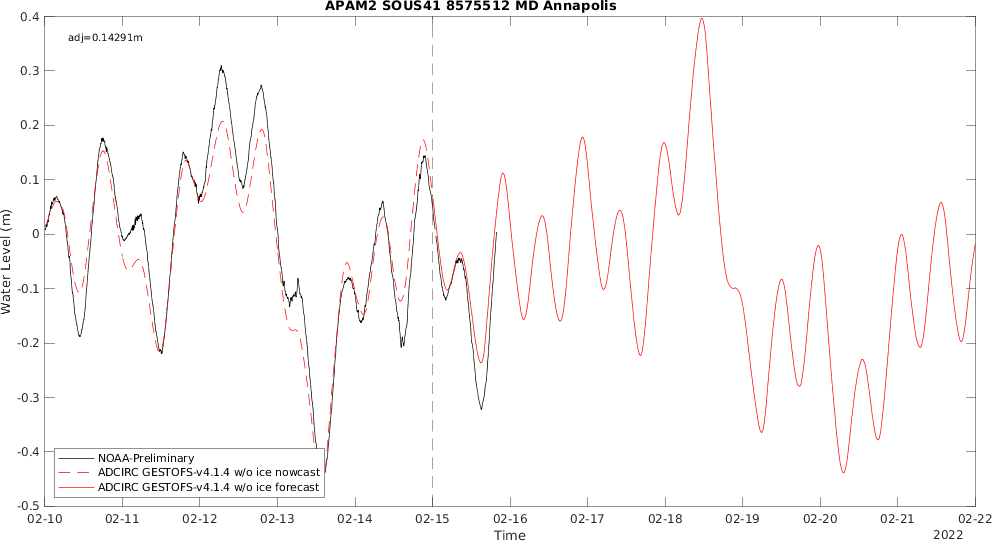 APAM2 SOUS41 8575512 MD Annapolis
adj=0.14291m
0.4
0.3
0.2
0.1
0
-0.1
-0.2
-0.3
-0.4
-0.5
Water Level (m)
NOAA-Preliminary
ADCIRC GESTOFS-v4.1.4 w/o ice nowcast
ADCIRC GESTOFS-v4.1.4 w/o ice forecast
02-10 02-11 02-12 02-13 02-14 02-15 02-16 02-17 02-18 02-19 02-20 02-21 02-22
Time
2022